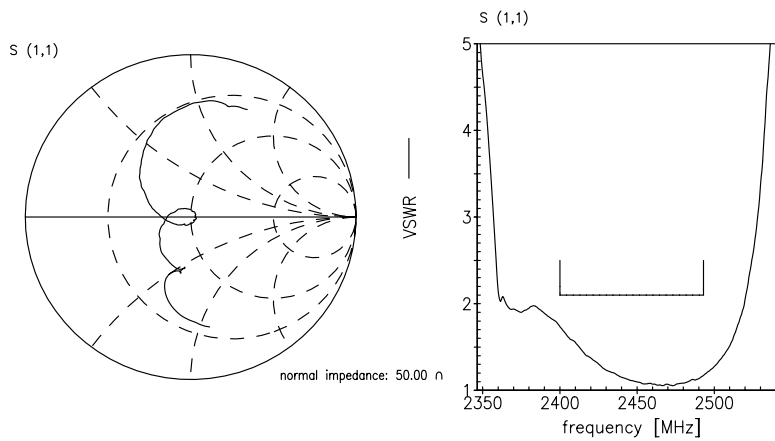 S (1,1)
normal impedance: 50.00 ∩
S (1,1)
VSWR
5
4
3
2
1
2350 2400 2450 2500
frequency [MHz]